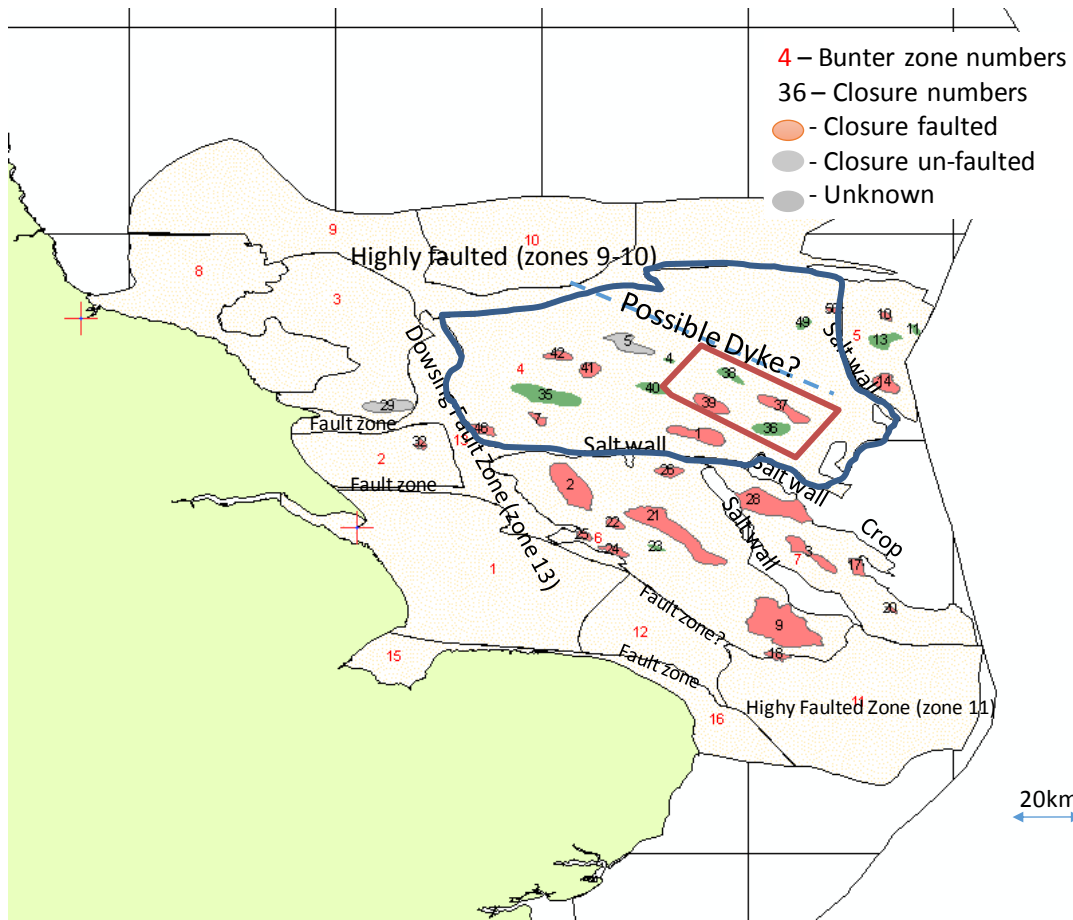 4 – Bunter zone numbers
36 – Closure numbers
- Closure faulted
- Closure un-faulted
- Unknown
9
10
Highly faulted (zones 9-10)
8
3
Possible Dyke?
50
10
49
5
11
13
Salt wall
14
Dowsing Fault Zone (zone 13)
42
41
5
4
4
38
40
35
39
37
7
36
1
46
29
Fault zone
32
13
2
Fault zone
Salt wall
Salt wall
26
2
28
21
22
25
6
24
23
Salt wall
Crop
3
7
17
20
1
Fault zone?
9
18
12
Fault zone
15
16
11
Highy Faulted Zone (zone 11)
20km